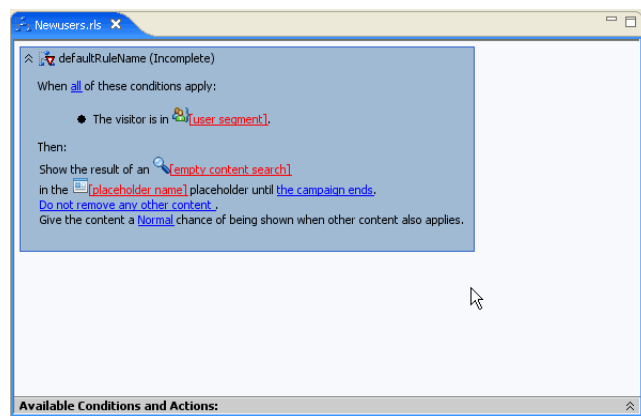 Newusers.rls
defaultRuleName (Incomplete)
When all of these conditions apply:
The visitor is in [user segment].
Then:
Show the result of an [empty content search]
in the [placeholder name] placeholder until the campaign ends.
Do not remove any other content .
Give the content a Normal chance of being shown when other content also applies.
Available Conditions and Actions: